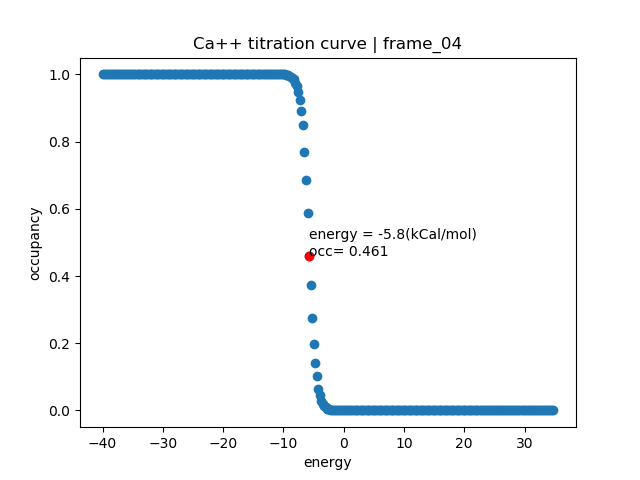 Ca++ titration curve | frame_04
occupancy
1.0
0.8
0.6
0.4
0.2
0.0
energy = -5.8(kCal/mol)
occ= 0.461
−40 −30 −20 −10 0 10 20 30
energy